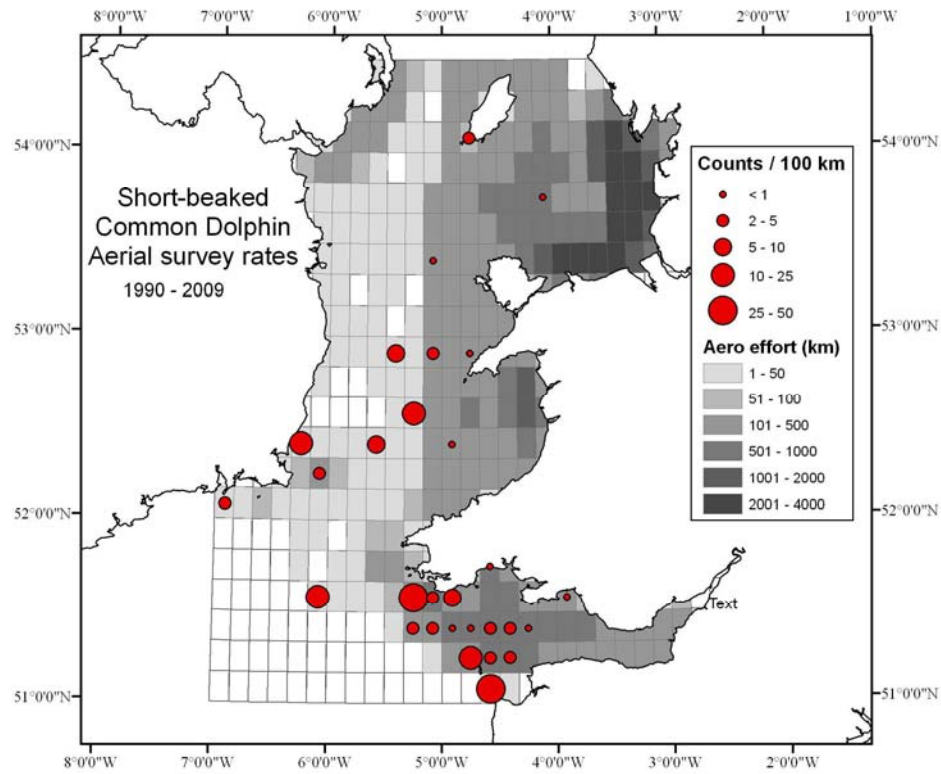 8°0'0"W 7°0'0"W 6°0'0"W 5°0'0"W 4°0'0"W 3°0'0"W 2°0'0"W 1°0'0"W
54°0'0"N
54°0'0"N
Short-beaked
Common Dolphin
Aerial survey rates
1990 - 2009
Counts / 100 km
< 1
2 - 5
5 - 10
10 - 25
25 - 50
Aero effort (km)
1 - 50
51 - 100
101 - 500
501 - 1000
1001 - 2000
2001 - 4000
53°0'0"N
53°0'0"N
52°0'0"N
52°0'0"N
Text
51°0'0"N
51°0'0"N
8°0'0"W 7°0'0"W 6°0'0"W 5°0'0"W 4°0'0"W 3°0'0"W 2°0'0"W